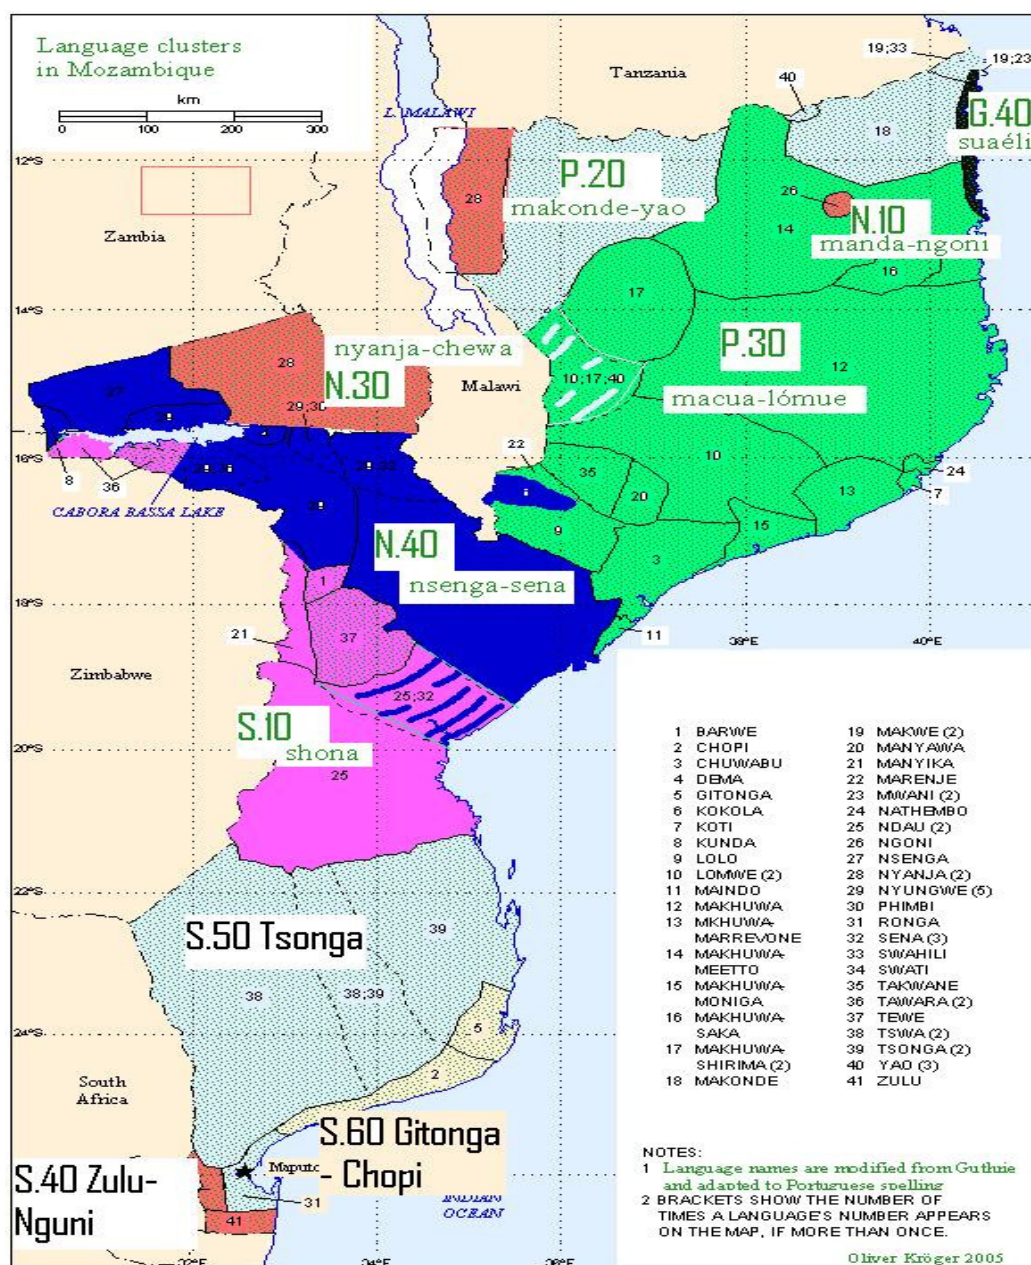 Language clusters
in Mozambique
km
0 100 200 300
Tanzania
40
19;33
19;23
G.40
suaéli
L. MALAWI
18
12°S
P.20
makonde-yao
28
26
N.10
manda-ngoni
14
16
Zambia
17
14°S
nyanja-chewa
N.30
28
Malawi
P.30
12
10;17;40
macua-lómue
27
22
10
16°S
8
36
CABORA BASSA LAKE
35
20
13
24
7
15
9
3
N.40
nsenga-sena
1
18°S
21
37
11
38°E
40°E
Zimbabwe
25;32
S.10
shona
20°S
25
1 BARWE
2 CHOPI
3 CHUWABU
4 DEMA
5 GITONGA
6 KOKOLA
7 KOTI
8 KUNDA
9 LOLO
10 LOMWE (2)
11 MAINDO
12 MAKHUWA
13 MKHUWA-
MARREVONE
14 MAKHUWA-
MEETTO
15 MAKHUWA-
MONIGA
16 MAKHUWA-
SAKA
17 MAKHUWA-
SHIRIMA (2)
18 MAKONDE
19 MAKWE (2)
20 MANYAWA
21 MANYIKA
22 MARENJE
23 MWANI (2)
24 NATHEMBO
25 NDAU (2)
26 NGONI
27 NSENGA
28 NYANJA (2)
29 NYUNGWE (5)
30 PHIMBI
31 RONGA
32 SENA (3)
33 SWAHILI
34 SWATI
35 TAKWANE
36 TAWARA (2)
37 TEWE
38 TSWA (2)
39 TSONGA (2)
40 YAO (3)
41 ZULU
22°S
S.50 Tsonga
39
38
38;39
24°S
5
2
South
Africa
S.60 Gitonga
- Chopi
Maputo
S.40 Zulu-
Nguni
31
41
INDIAN
OCEAN
32°E
34°E
36°E
NOTES:
1 Language names are modified from Guthrie
and adapted to Portuguese spelling
2 BRACKETS SHOW THE NUMBER OF
TIMES A LANGUAGE'S NUMBER APPEARS
ON THE MAP, IF MORE THAN ONCE.
Oliver Kröger 2005